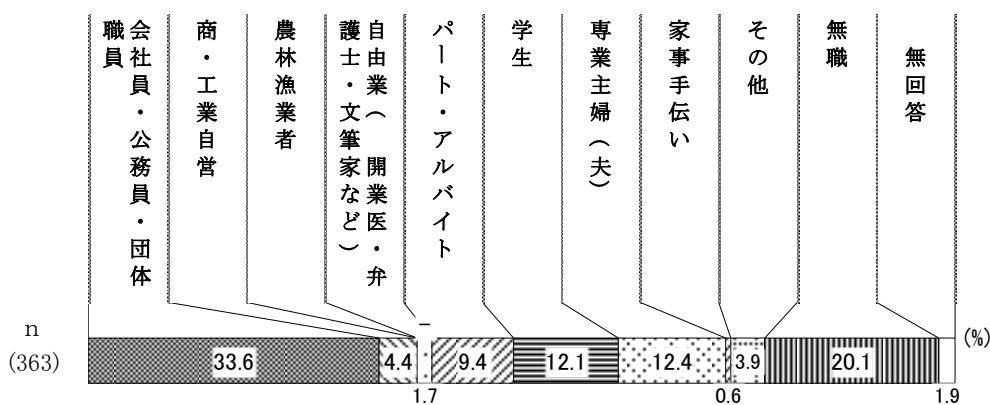 会社員・公務員・団体
職員
商・工業自営
農林漁業者
自由業（ 開業医・弁
護士・文筆家など）
パート・アルバイト
学生
専業主婦（夫）
家事手伝い
その他
無職
無回答
n
(363)
33.6
4.4
−
1.7
9.4
12.1
12.4
0.6
3.9
20.1
1.9
(%)